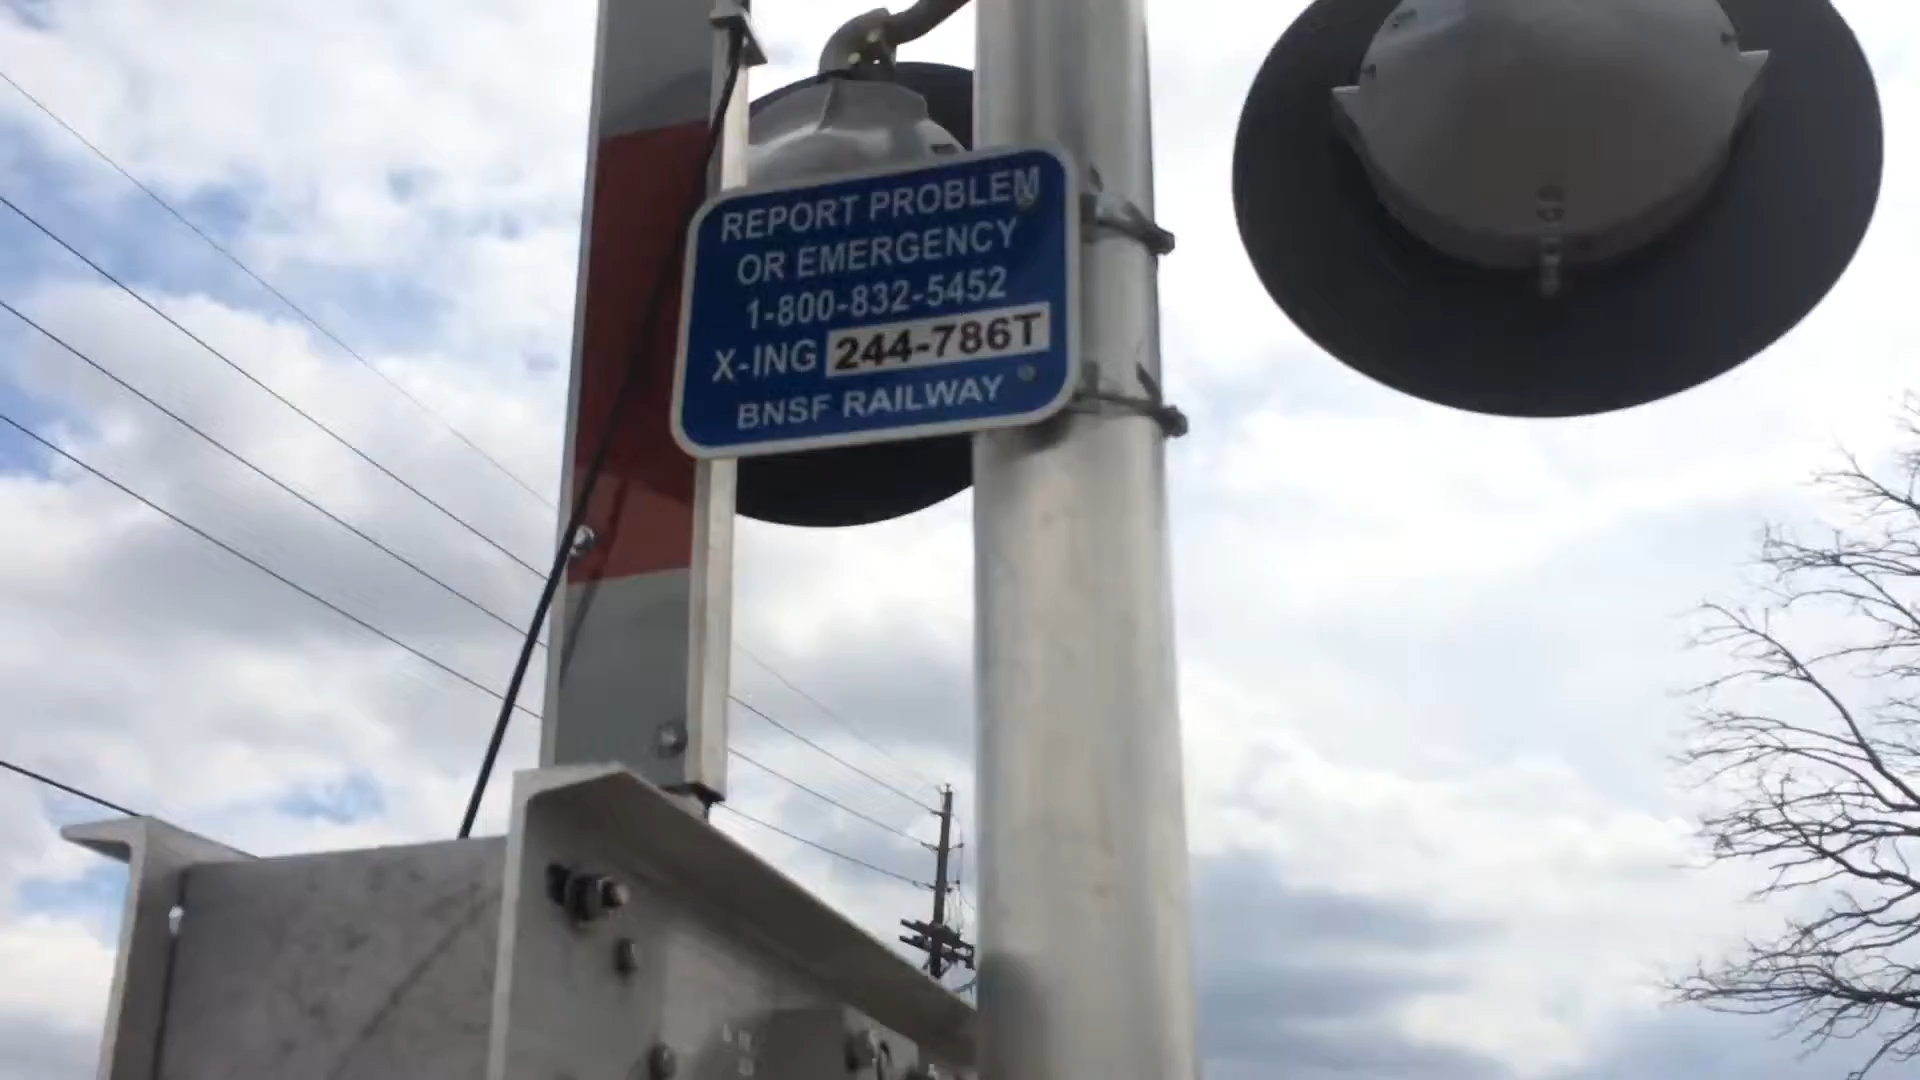 REPORT PROBLEM
OR EMERGENCY
1-800-832-5452
X-ING 244-786T
BNSF RAILWAY